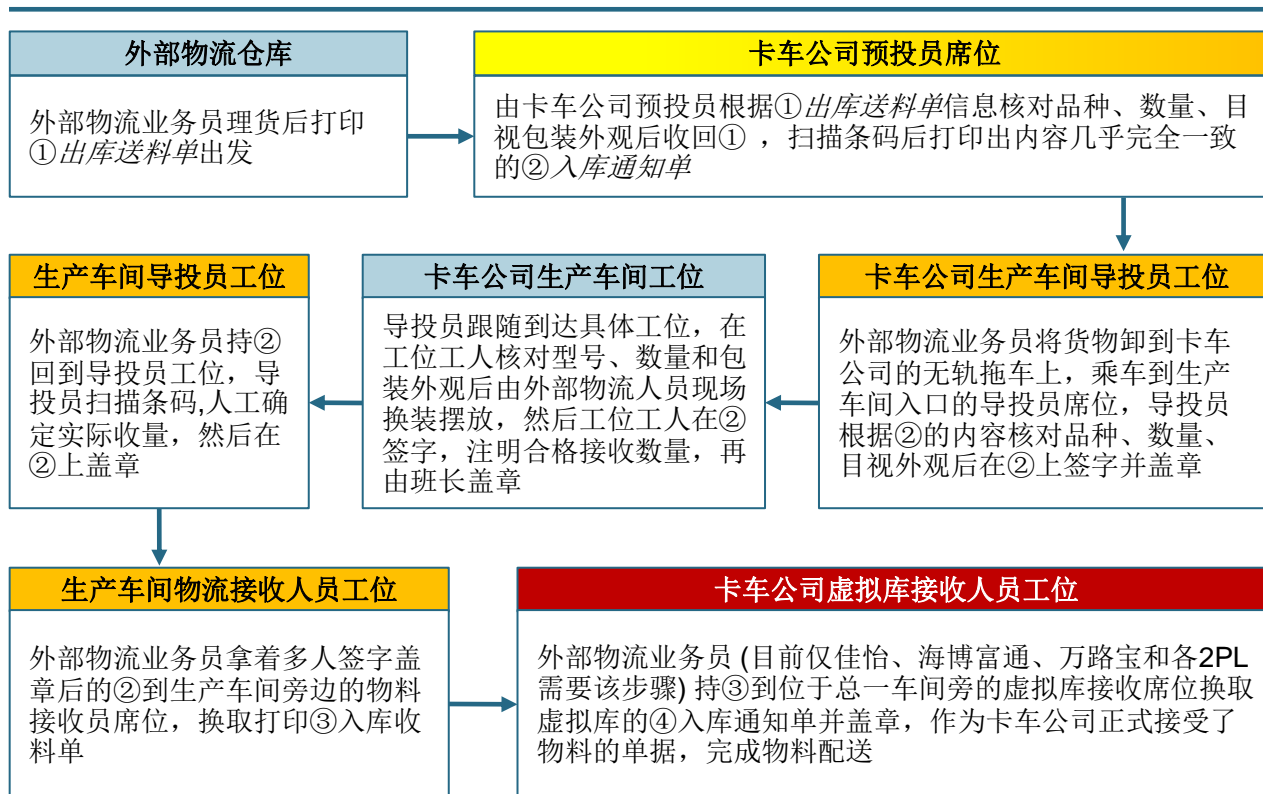 外部物流仓库
外部物流业务员理货后打印
①出库送料单出发
卡车公司预投员席位
由卡车公司预投员根据①出库送料单信息核对品种、数量、目
视包装外观后收回① ，扫描条码后打印出内容几乎完全一致
的②入库通知单
生产车间导投员工位
外部物流业务员持②
回到导投员工位，导
投员扫描条码,人工确
定实际收量，然后在
②上盖章
卡车公司生产车间工位
导投员跟随到达具体工位，在
工位工人核对型号、数量和包
装外观后由外部物流人员现场
换装摆放，然后工位工人在②
签字，注明合格接收数量，再
由班长盖章
卡车公司生产车间导投员工位
外部物流业务员将货物卸到卡车
公司的无轨拖车上，乘车到生产
车间入口的导投员席位，导投员
根据②的内容核对品种、数量、
目视外观后在②上签字并盖章
生产车间物流接收人员工位
外部物流业务员拿着多人签字盖
章后的②到生产车间旁边的物料
接收员席位，换取打印③入库收
料单
卡车公司虚拟库接收人员工位
外部物流业务员 (目前仅佳怡、海博富通、万路宝和各2PL
需要该步骤) 持③到位于总一车间旁的虚拟库接收席位换取
虚拟库的④入库通知单并盖章，作为卡车公司正式接受了
物料的单据，完成物料配送